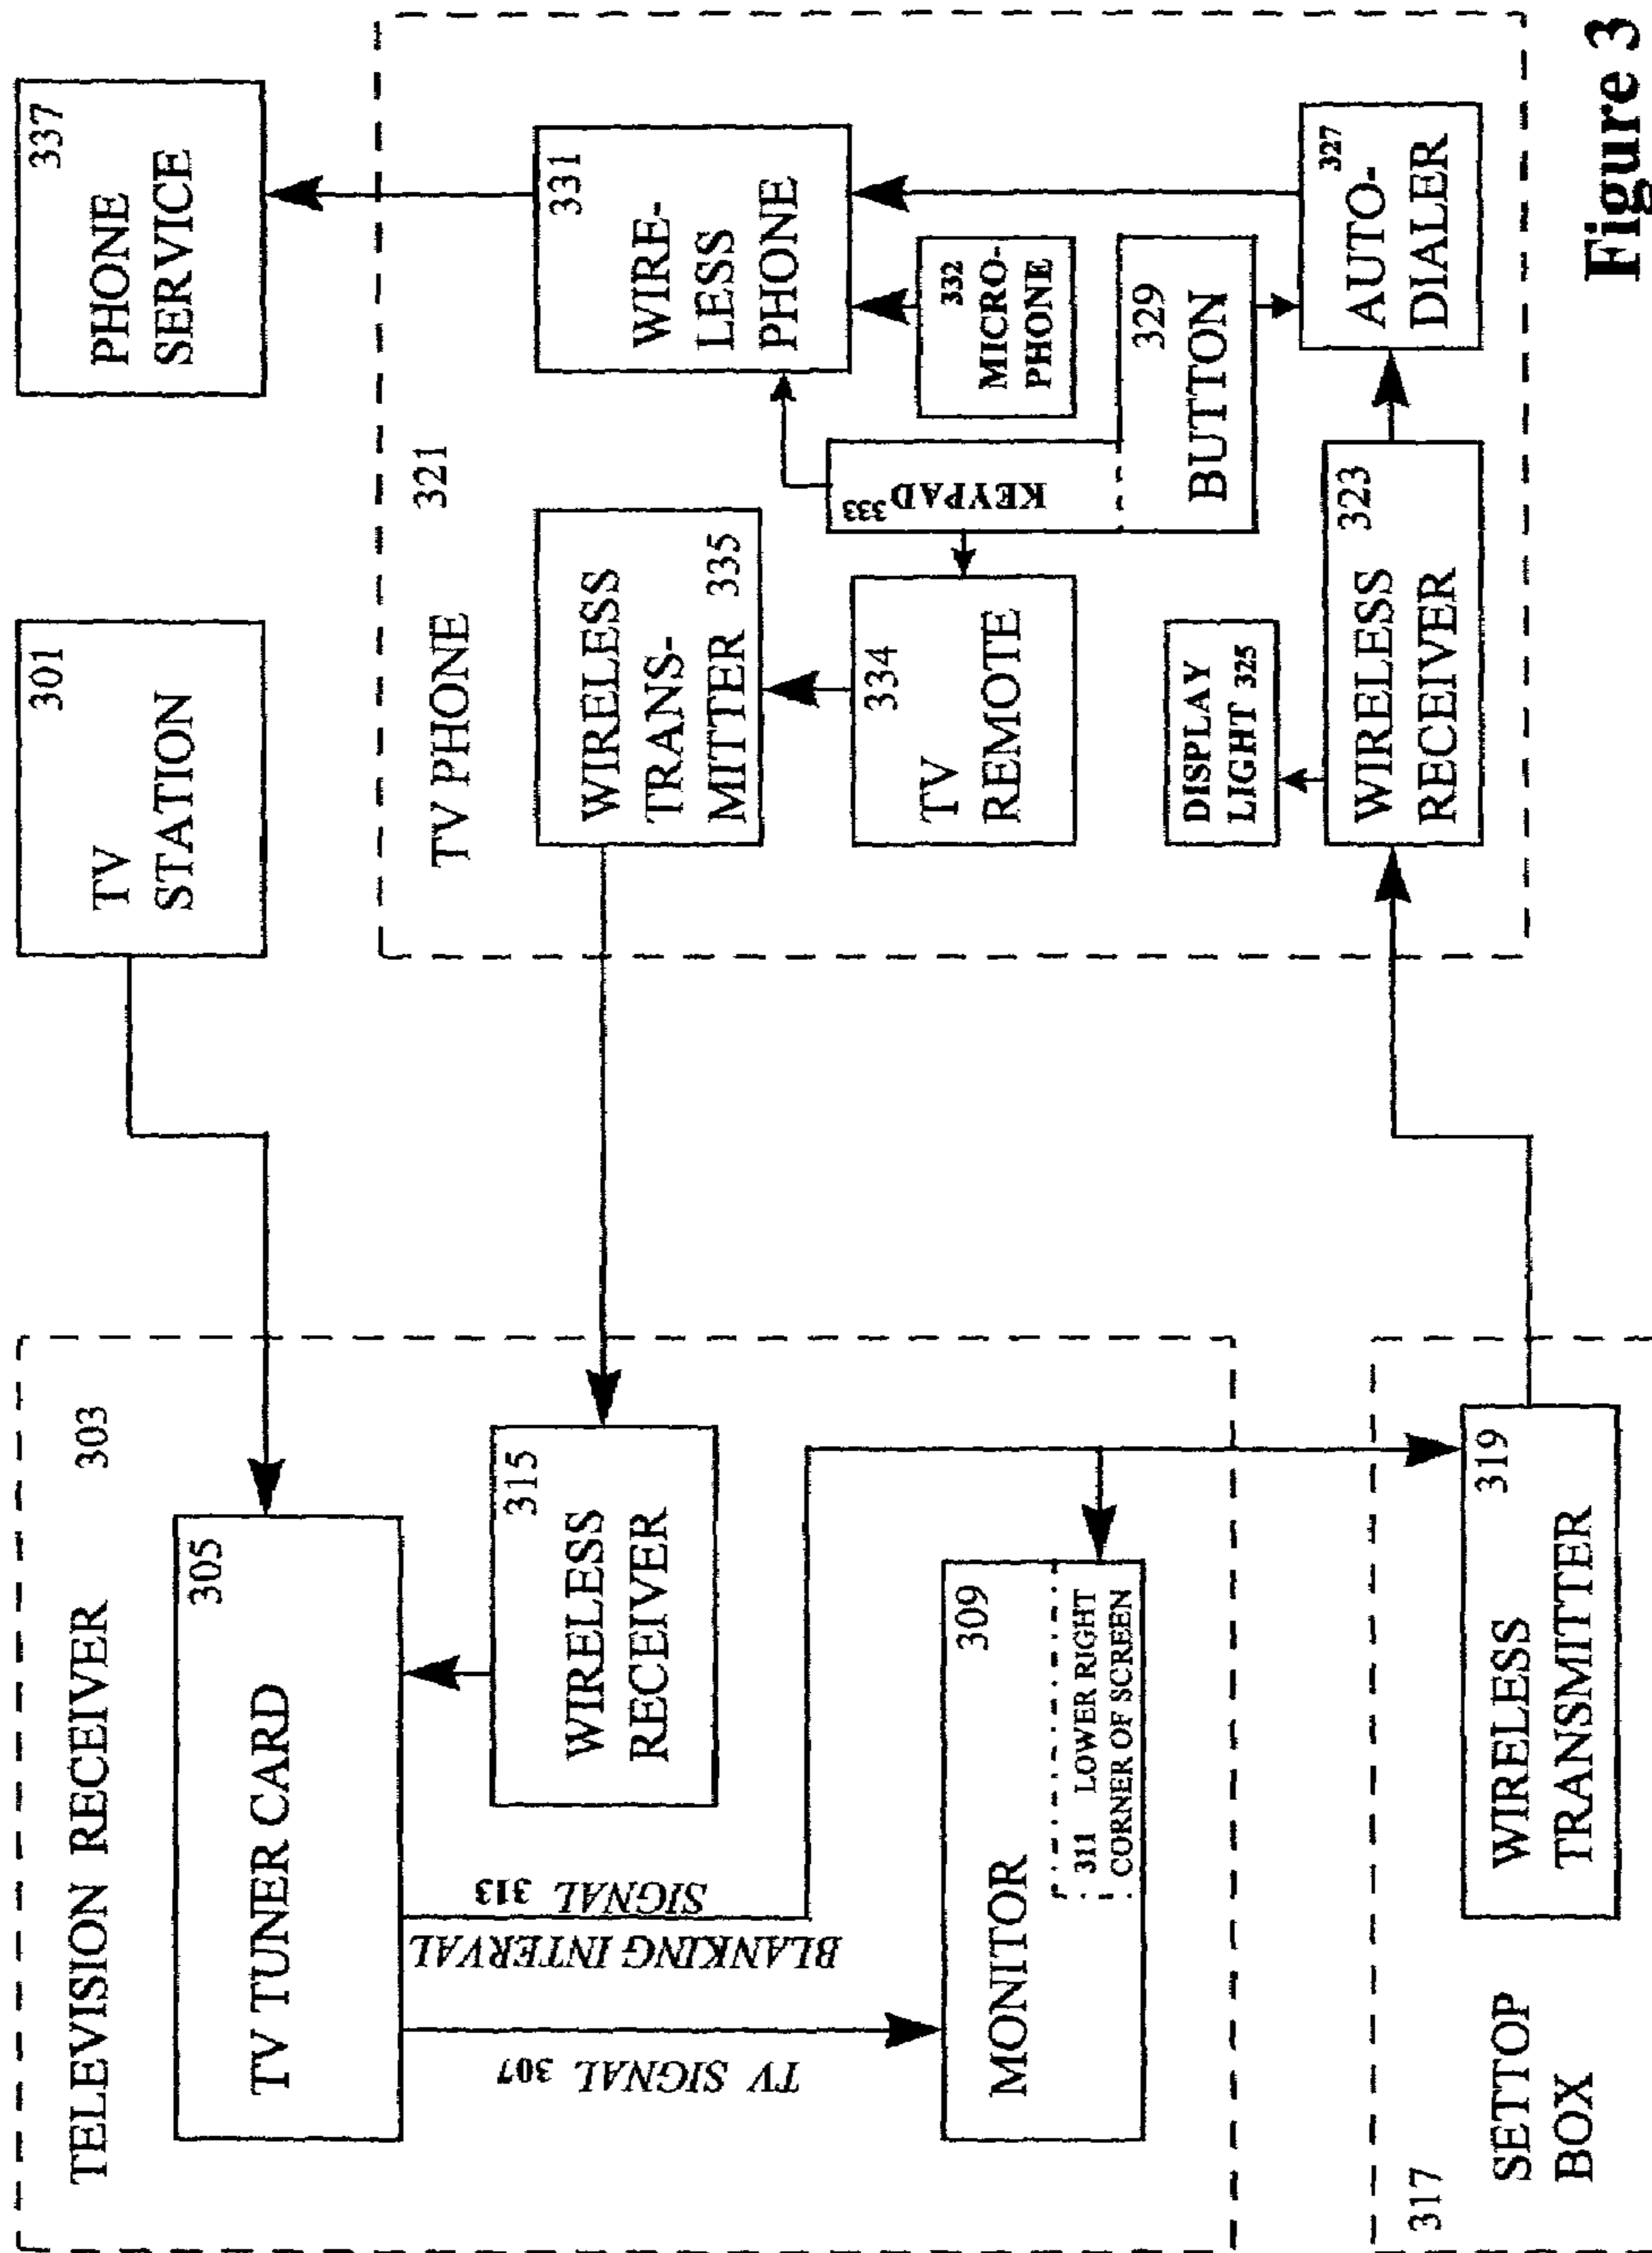 TELEVISION RECEIVER 303
305
TV TUNER CARD
315
WIRELESS
RECEIVER
TV SIGNAL 307
BLANKING INTERVAL
SIGNAL 313
309
MONITOR
311 LOWER RIGHT
CORNER OF SCREEN
317
SETTOP
BOX
319
WIRELESS
TRANSMITTER
301
TV
STATION
337
PHONE
SERVICE
TV PHONE 321
WIRELESS
TRANS-
MITTER 335
331
WIRE-
LESS
PHONE
334
TV
REMOTE
KEYPAD 333
332
MICRO-
PHONE
329
BUTTON
DISPLAY
LIGHT 325
323
WIRELESS
RECEIVER
327
AUTO-
DIALER
Figure 3